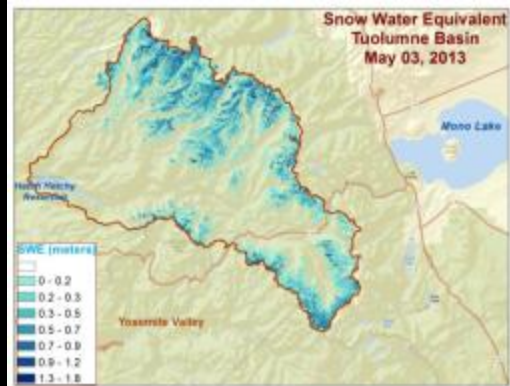 Snow Water Equivalent
Tuolumne Basin
May 03, 2013
Mono Lake
Hetch Hetchy
Reservoir
SWE (meters)
0 - 0.2
0.2 - 0.3
0.3 - 0.5
0.5 - 0.7
0.7 - 0.9
0.9 - 1.2
1.3 - 1.8
Yosemite Valley